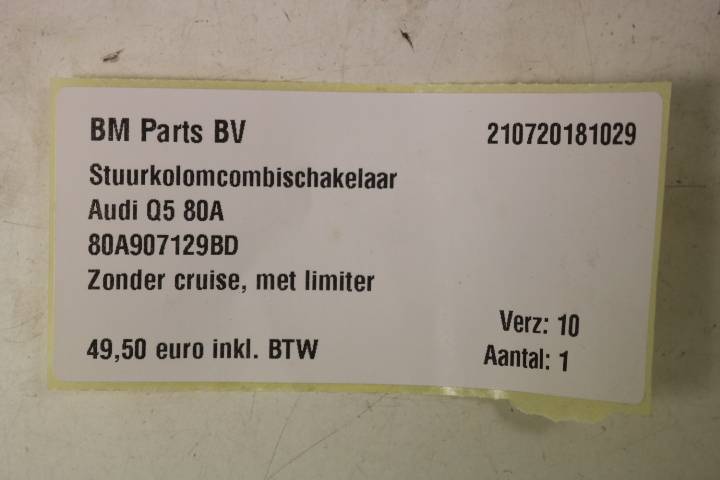 BM Parts BV 210720181029
Stuurkolomcombischakelaar
Audi Q5 80A
80A907129BD
Zonder cruise, met limiter
Verz: 10
49,50 euro inkl. BTW Aantal: 1